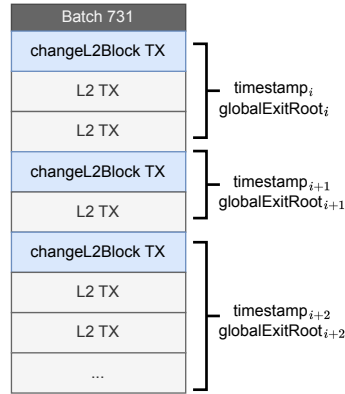 Batch 731
changeL2Block TX
L2 TX
L2 TX
timestamp_i
globalExitRoot_i
changeL2Block TX
L2 TX
timestamp_{i+1}
globalExitRoot_{i+1}
changeL2Block TX
L2 TX
L2 TX
...
timestamp_{i+2}
globalExitRoot_{i+2}